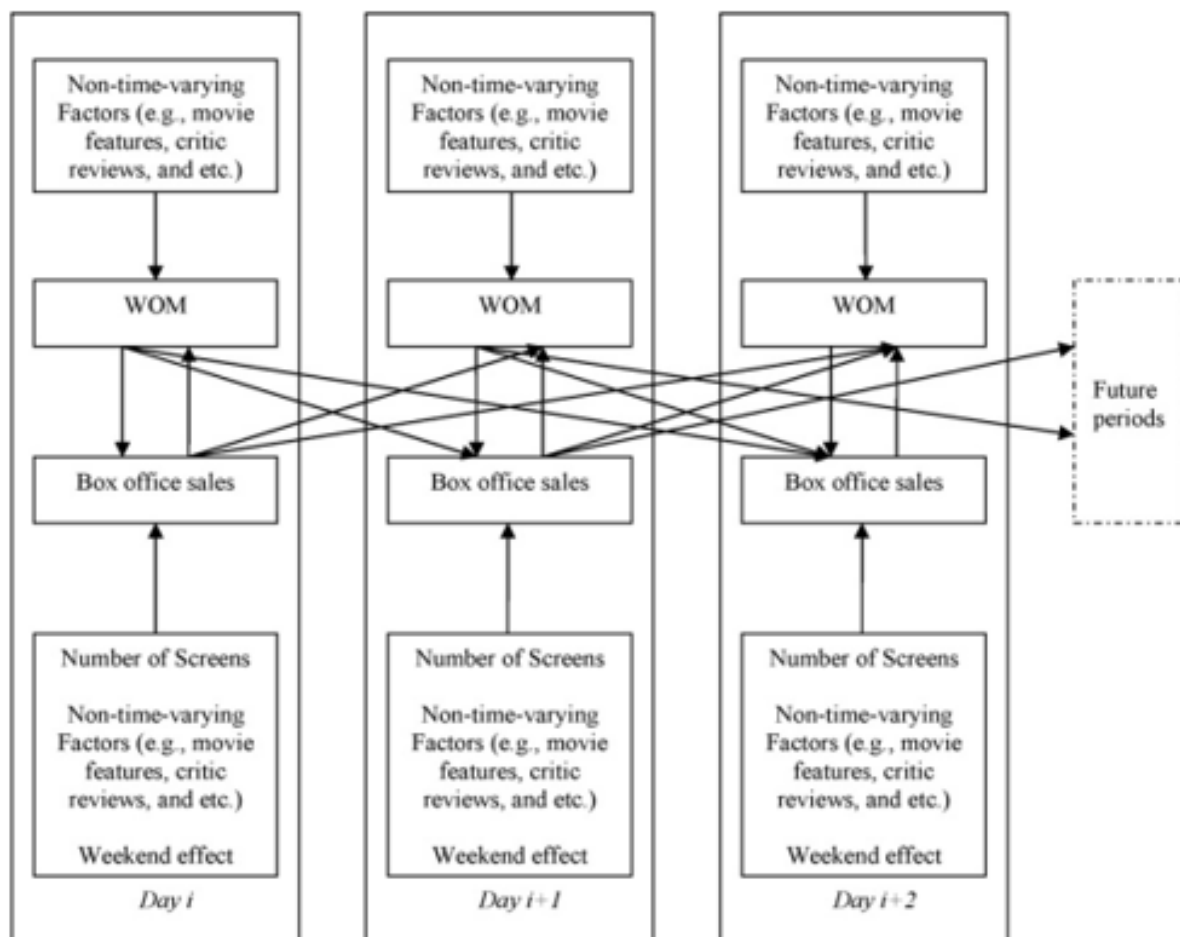 Non-time-varying
Factors (e.g., movie
features, critic
reviews, and etc.)
WOM
Box office sales
Number of Screens
Non-time-varying
Factors (e.g., movie
features, critic
reviews, and etc.)
Weekend effect
Day i
Non-time-varying
Factors (e.g., movie
features, critic
reviews, and etc.)
WOM
Box office sales
Number of Screens
Non-time-varying
Factors (e.g., movie
features, critic
reviews, and etc.)
Weekend effect
Day i+1
Non-time-varying
Factors (e.g., movie
features, critic
reviews, and etc.)
WOM
Box office sales
Number of Screens
Non-time-varying
Factors (e.g., movie
features, critic
reviews, and etc.)
Weekend effect
Day i+2
Future
periods